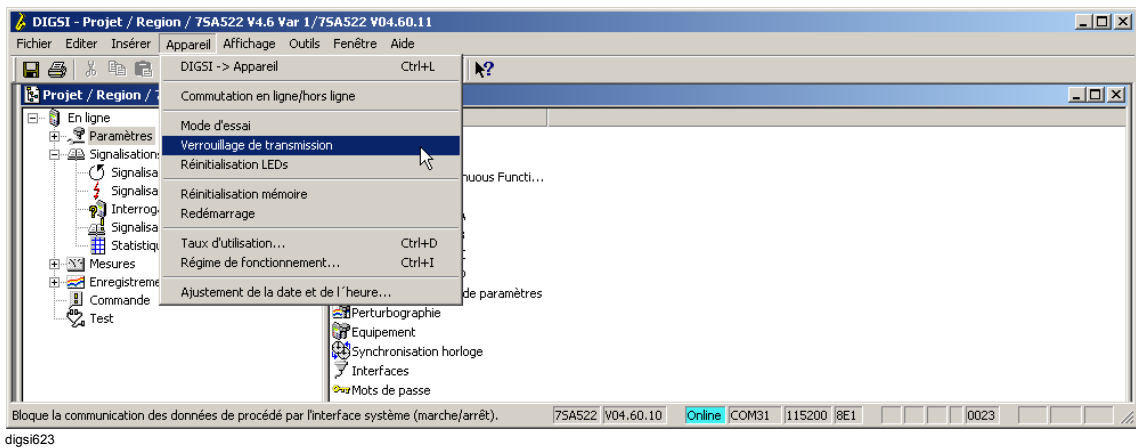 DIGSI - Projet / Region / 7SA522 V4.6 Var 1/7SA522 V04.60.11
Fichier Editer Insérer Appareil Affichage Outils Fenêtre Aide
Projet / Region / 7
DIGSI -> Appareil Ctrl+L
Commutation en ligne/hors ligne
Mode d'essai
Verrouillage de transmission
Réinitialisation LEDs
Réinitialisation mémoire
Redémarrage
Taux d'utilisation... Ctrl+D
Régime de fonctionnement... Ctrl+I
Ajustement de la date et de l´heure...
En ligne
Paramètres
Signalisation
Signalisa
Signalisa
Interrog
Signalisa
Statistiq
Mesures
Enregistreme
Commande
Test
nuous Functi...
de paramètres
Perturbographie
Equipement
Synchronisation horloge
Interfaces
Mots de passe
Bloque la communication des données de procédé par l'interface système (marche/arrêt). 7SA522 V04.60.10 Online COM31 115200 8E1 0023
digsi623